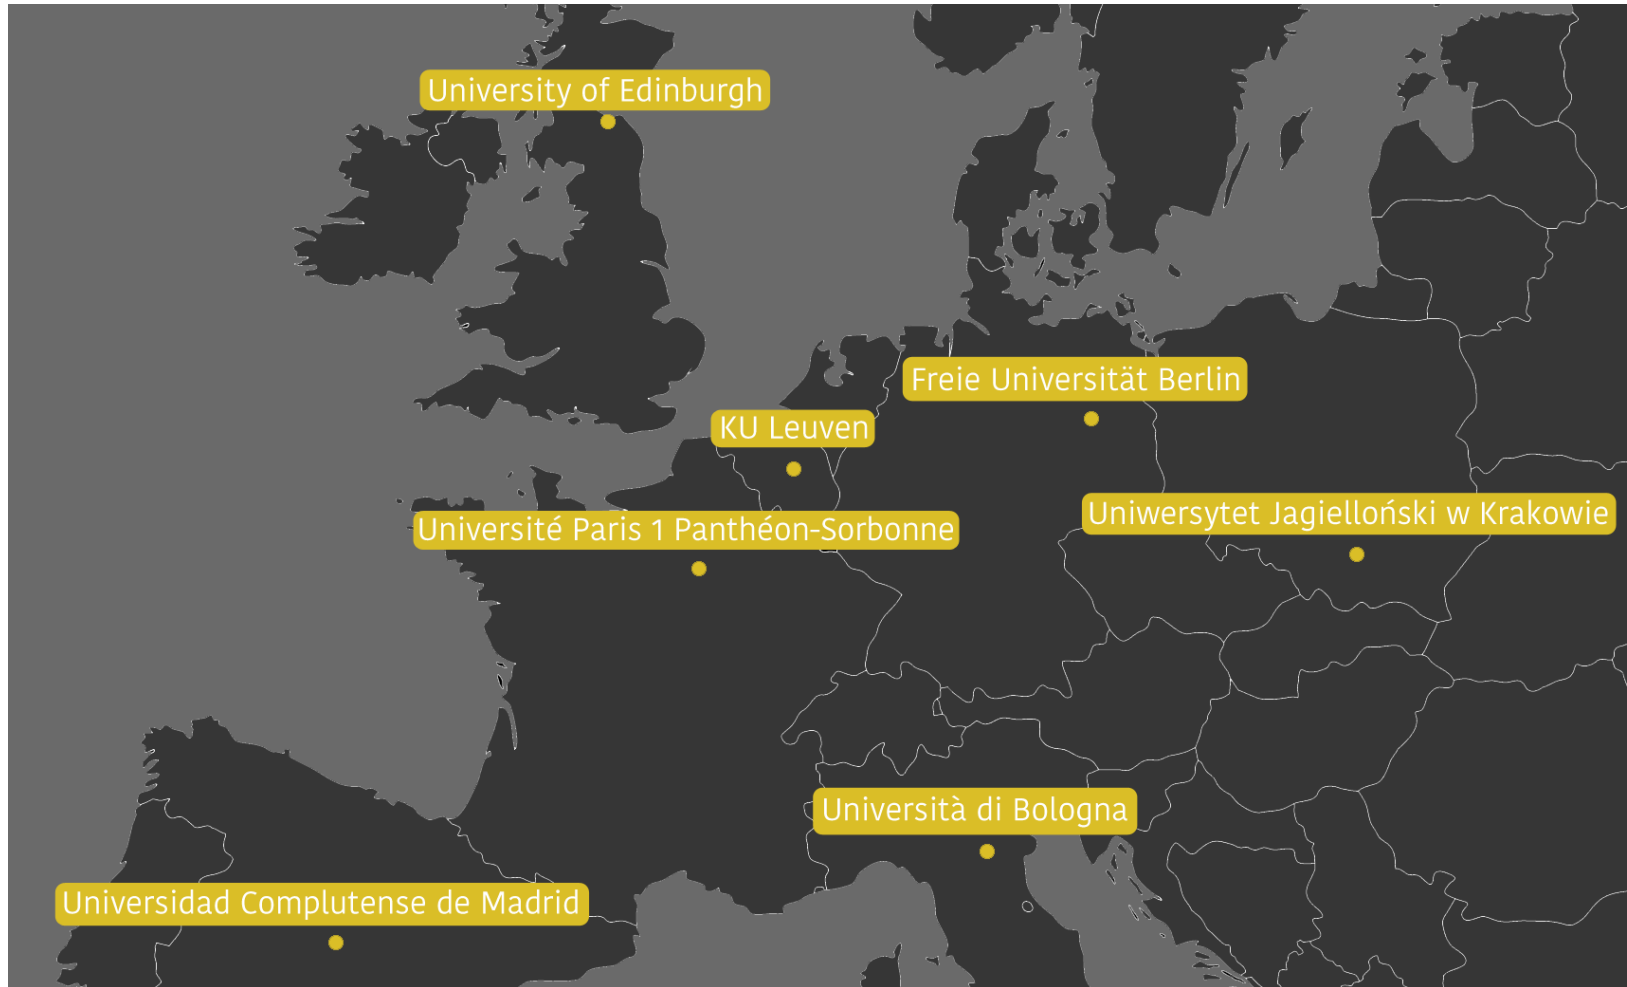 University of Edinburgh
Freie Universität Berlin
KU Leuven
Uniwersytet Jagielloński w Krakowie
Université Paris 1 Panthéon-Sorbonne
Università di Bologna
Universidad Complutense de Madrid